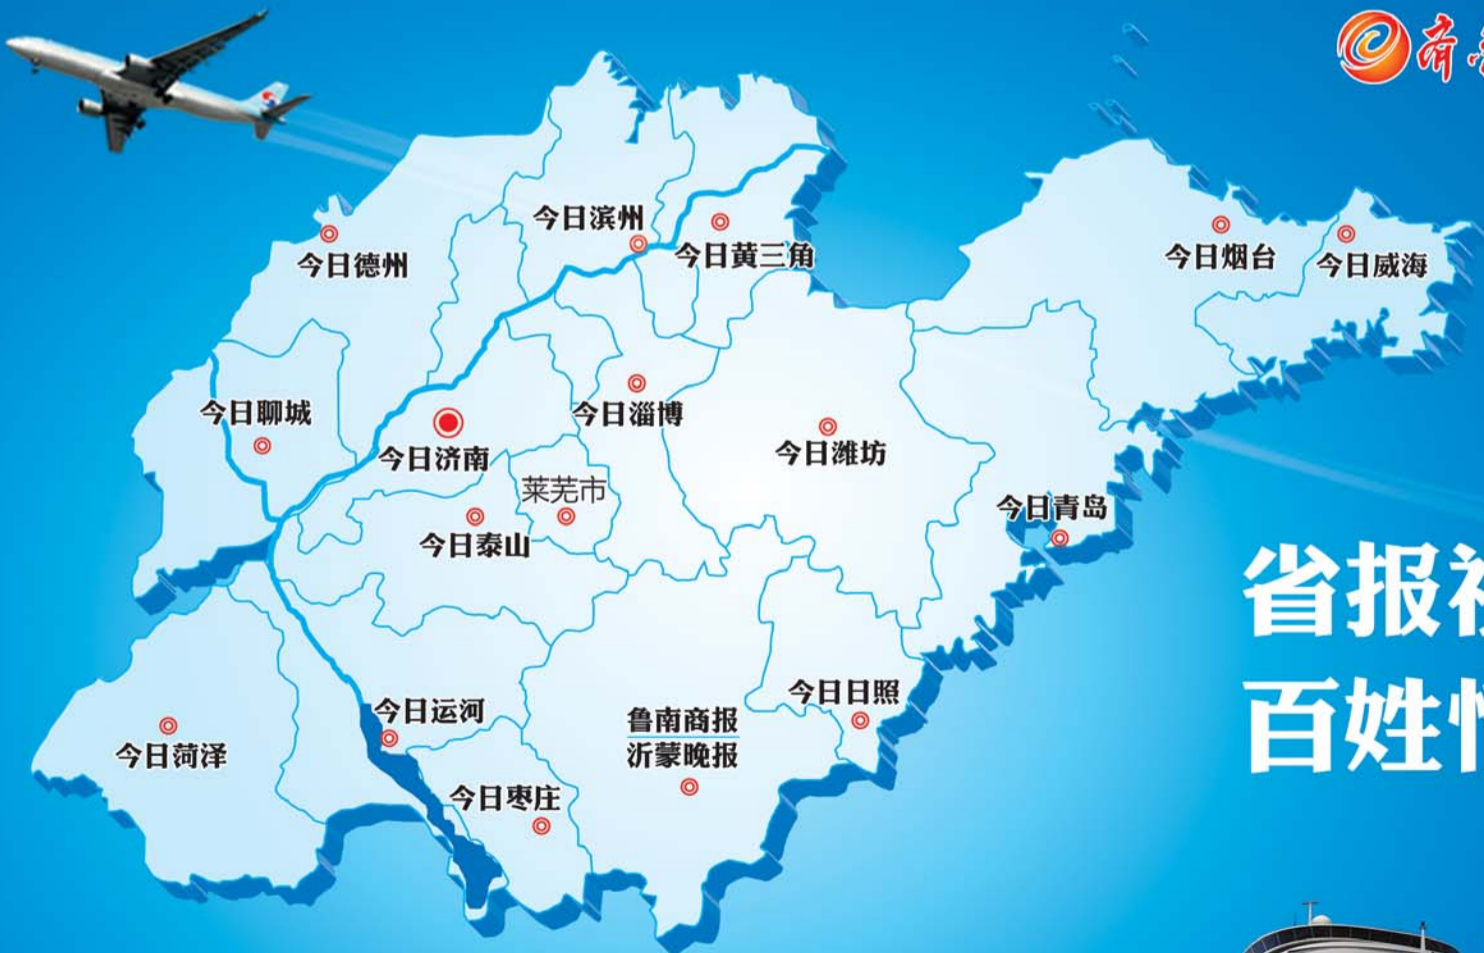 齐
今日滨州
今日黄三角
今日德州
今日烟台
今日威海
今日聊城
今日淄博
今日济南
今日潍坊
莱芜市
今日青岛
今日泰山
省报
今日日照
今日运河
鲁南商报
沂蒙晚报
百姓
今日菏泽
今日枣庄